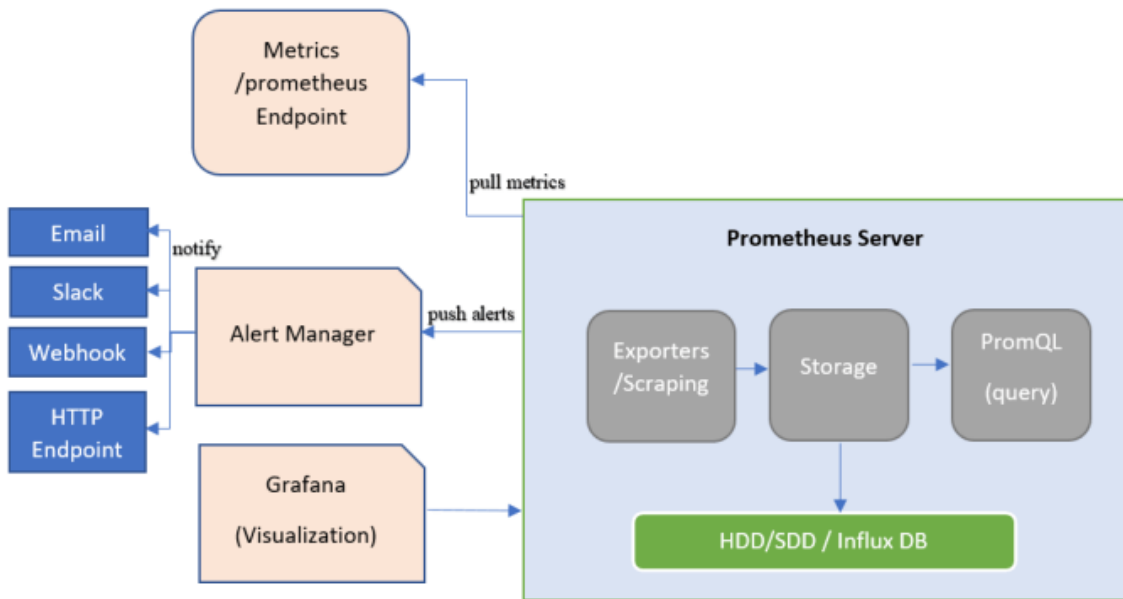 Metrics
/prometheus
Endpoint
pull metrics
Prometheus Server
Email
notify
Slack
Webhook
HTTP
Endpoint
Alert Manager
push alerts
Exporters
/Scraping
Storage
PromQL
(query)
Grafana
(Visualization)
HDD/SDD / Influx DB